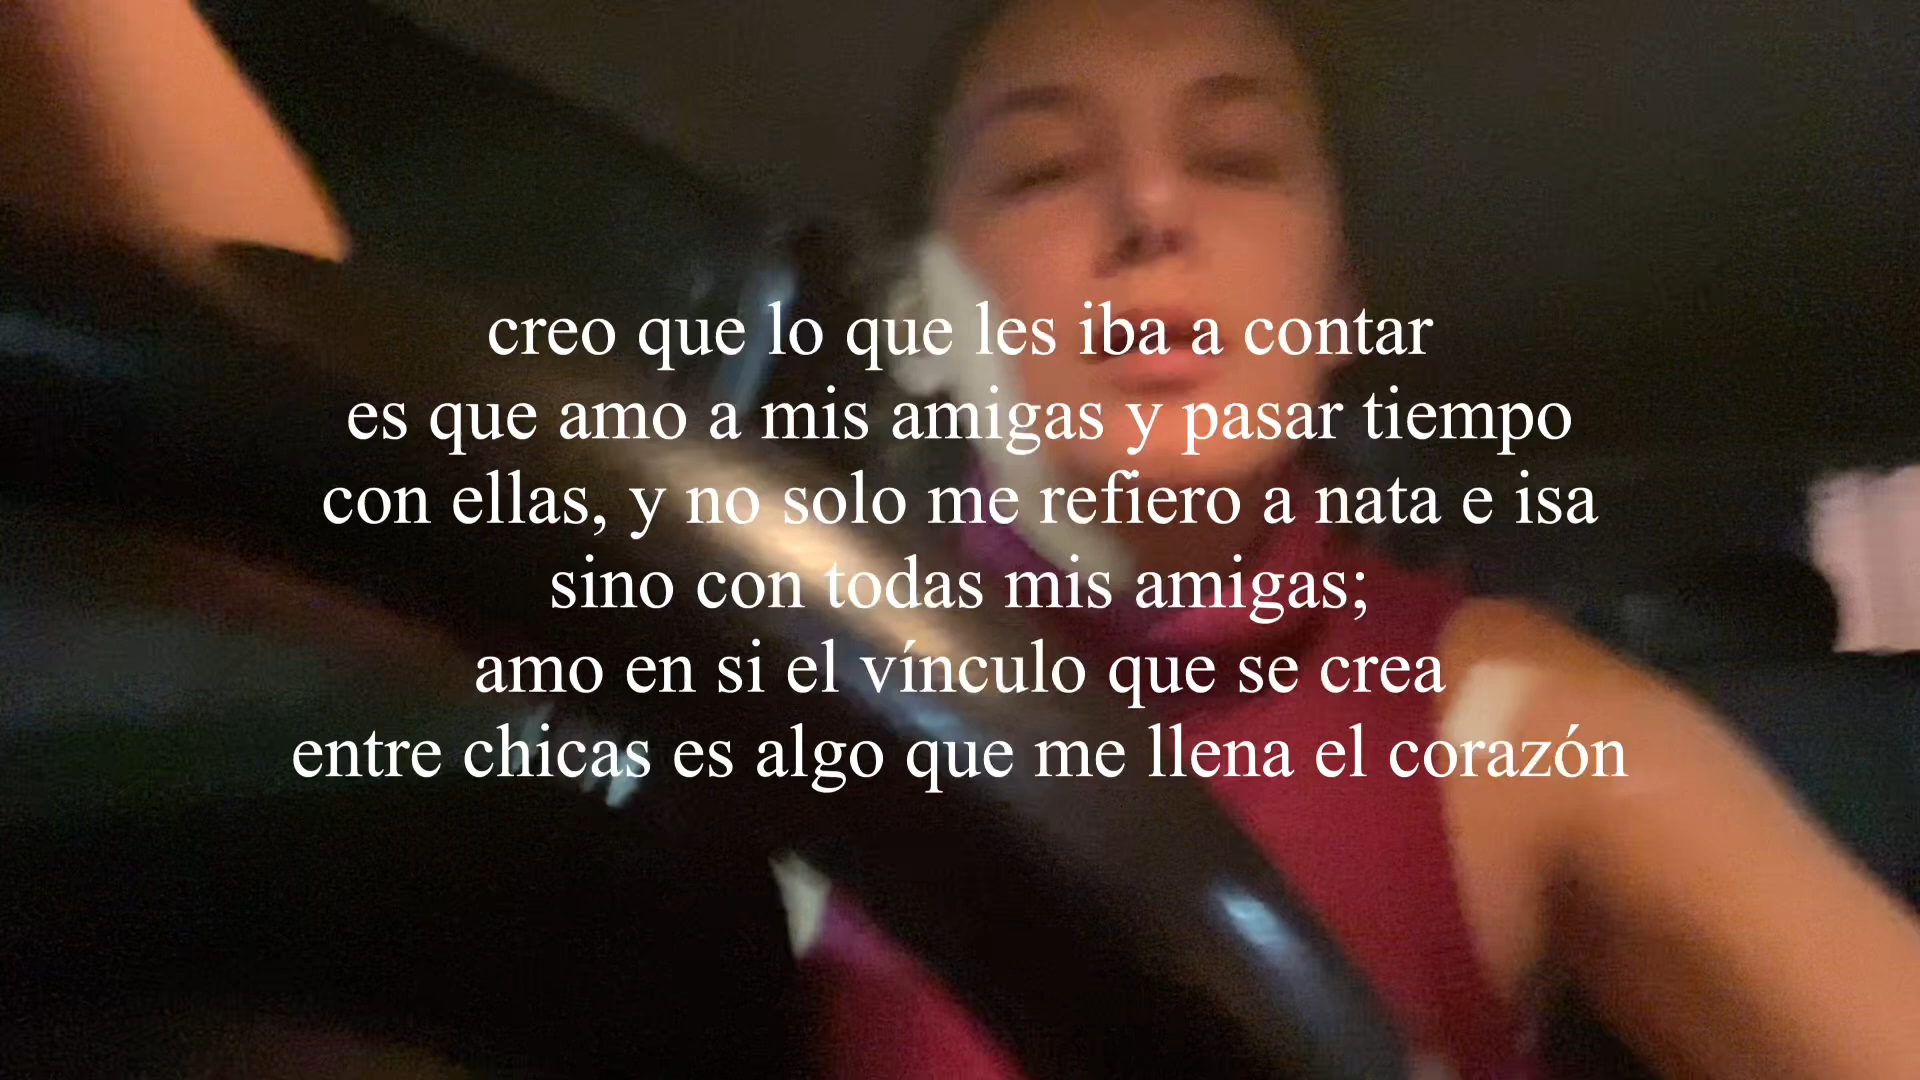 creo que lo que les iba a contar
es que amo a mis amigas y pasar tiempo
con ellas, y no solo me refiero a nata e isa
sino con todas mis amigas;
amo en si el vínculo que se crea
entre chicas es algo que me llena el corazón